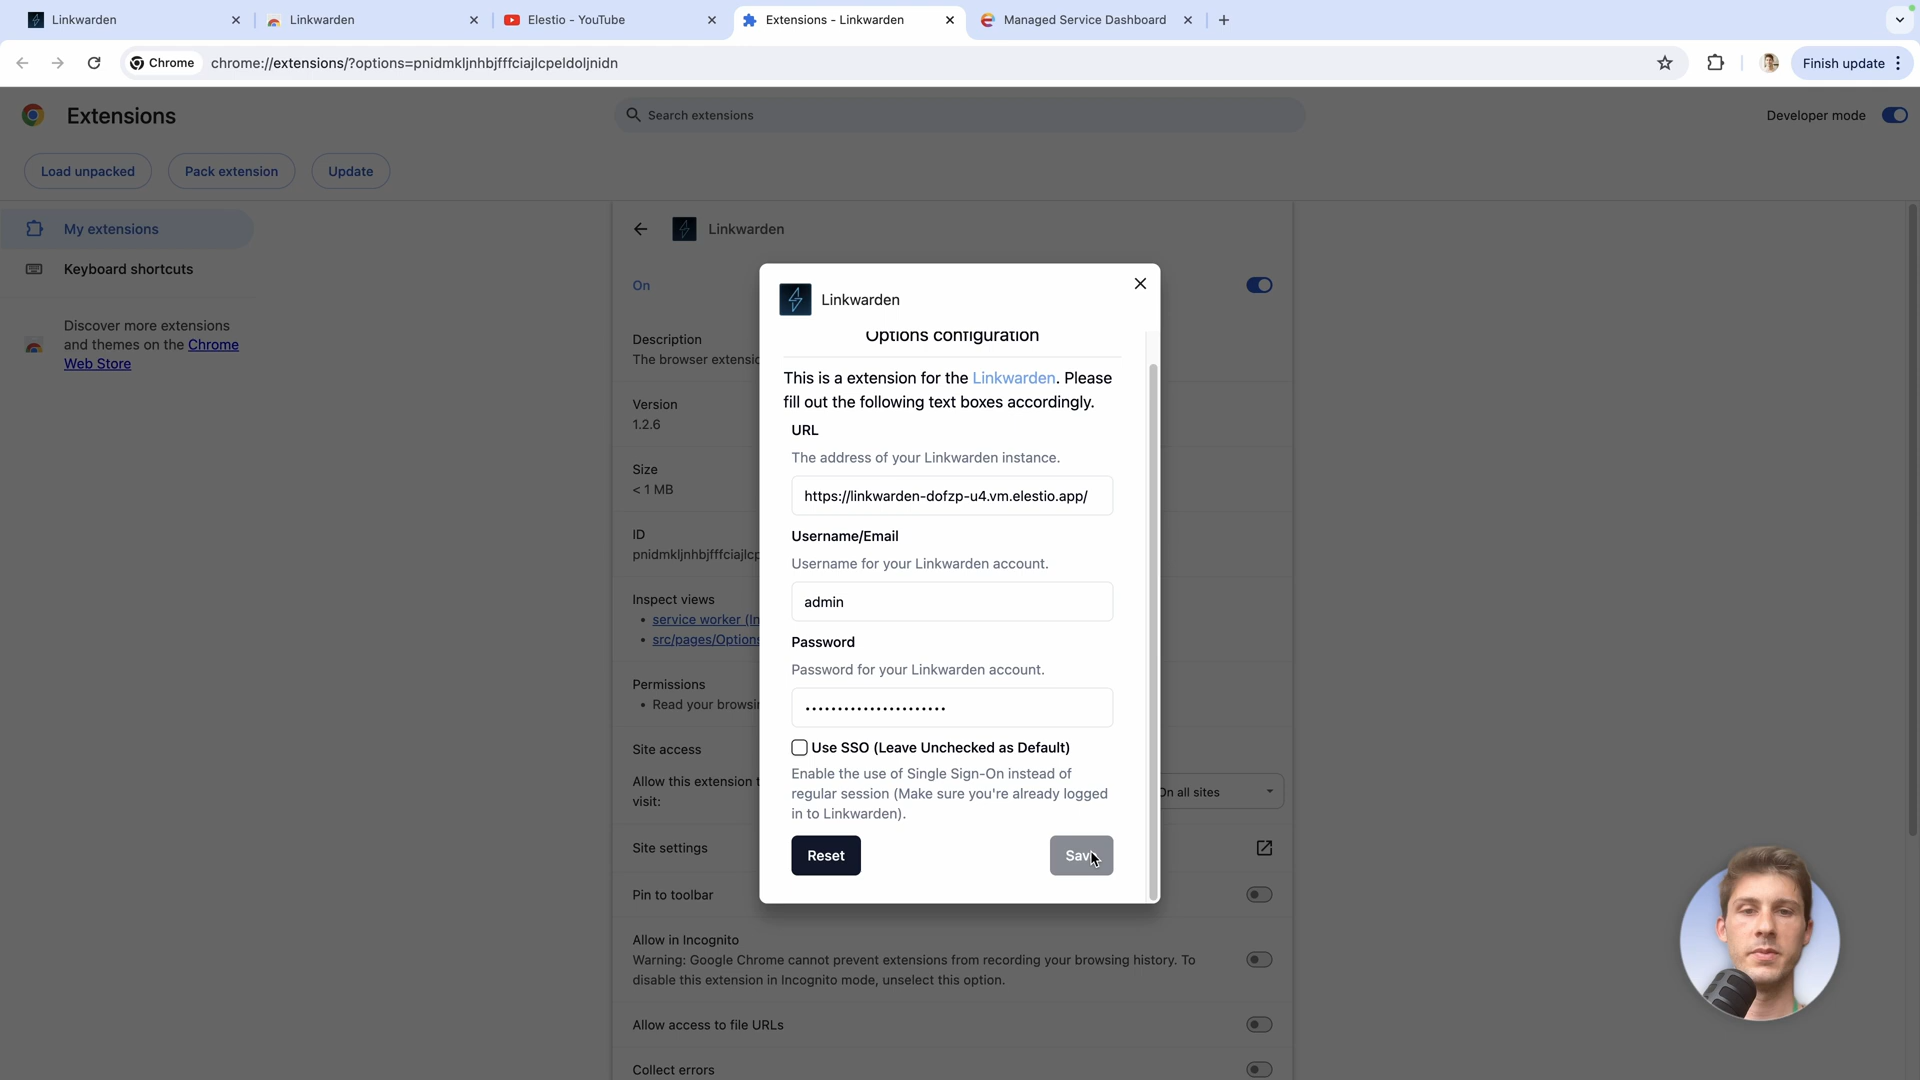 Linkwarden
Linkwarden
Elestio - YouTube
Extensions - Linkwarden
Managed Service Dashboard
Chrome
chrome://extensions/?options=pnidmkljnhbjfffciajlcpeldoljnidn
Finish update
Extensions
Search extensions
Developer mode
Load unpacked
Pack extension
Update
My extensions
Keyboard shortcuts
Discover more extensions
and themes on the Chrome
Web Store
Linkwarden
On
Description
The browser extensio
Version
1.2.6
Size
< 1 MB
ID
pnidmkljnhbjfffciajlcp
Inspect views
service worker (In
src/pages/Options
Permissions
Read your browsin
Site access
Allow this extension t
visit:
On all sites
Site settings
Pin to toolbar
Allow in Incognito
Warning: Google Chrome cannot prevent extensions from recording your browsing history. To
disable this extension in Incognito mode, unselect this option.
Allow access to file URLs
Collect errors
Linkwarden
Options configuration
This is a extension for the Linkwarden. Please
fill out the following text boxes accordingly.
URL
The address of your Linkwarden instance.
https://linkwarden-dofzp-u4.vm.elestio.app/
Username/Email
Username for your Linkwarden account.
admin
Password
Password for your Linkwarden account.
••••••••••••••••••••••
Use SSO (Leave Unchecked as Default)
Enable the use of Single Sign-On instead of
regular session (Make sure you're already logged
in to Linkwarden).
Reset
Save